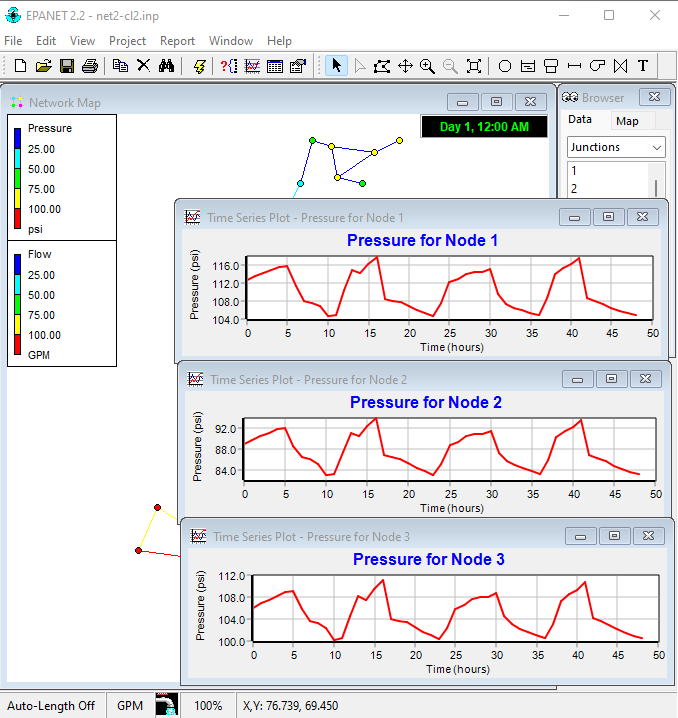 EPANET 2.2 - net2-cl2.inp
File Edit View Project Report Window Help
Network Map
Browser
Data Map
Junctions
1
2
Day 1, 12:00 AM
Pressure
25.00
50.00
75.00
100.00
psi
Flow
25.00
50.00
75.00
100.00
GPM
Time Series Plot - Pressure for Node 1
Pressure for Node 1
Pressure (psi)
116.0
112.0
108.0
104.0
0 5 10 15 20 25 30 35 40 45 50
Time (hours)
Time Series Plot - Pressure for Node 2
Pressure for Node 2
Pressure (psi)
92.0
88.0
84.0
0 5 10 15 20 25 30 35 40 45 50
Time (hours)
Time Series Plot - Pressure for Node 3
Pressure for Node 3
Pressure (psi)
112.0
108.0
104.0
100.0
0 5 10 15 20 25 30 35 40 45 50
Time (hours)
Auto-Length Off GPM 100% X,Y: 76.739, 69.450